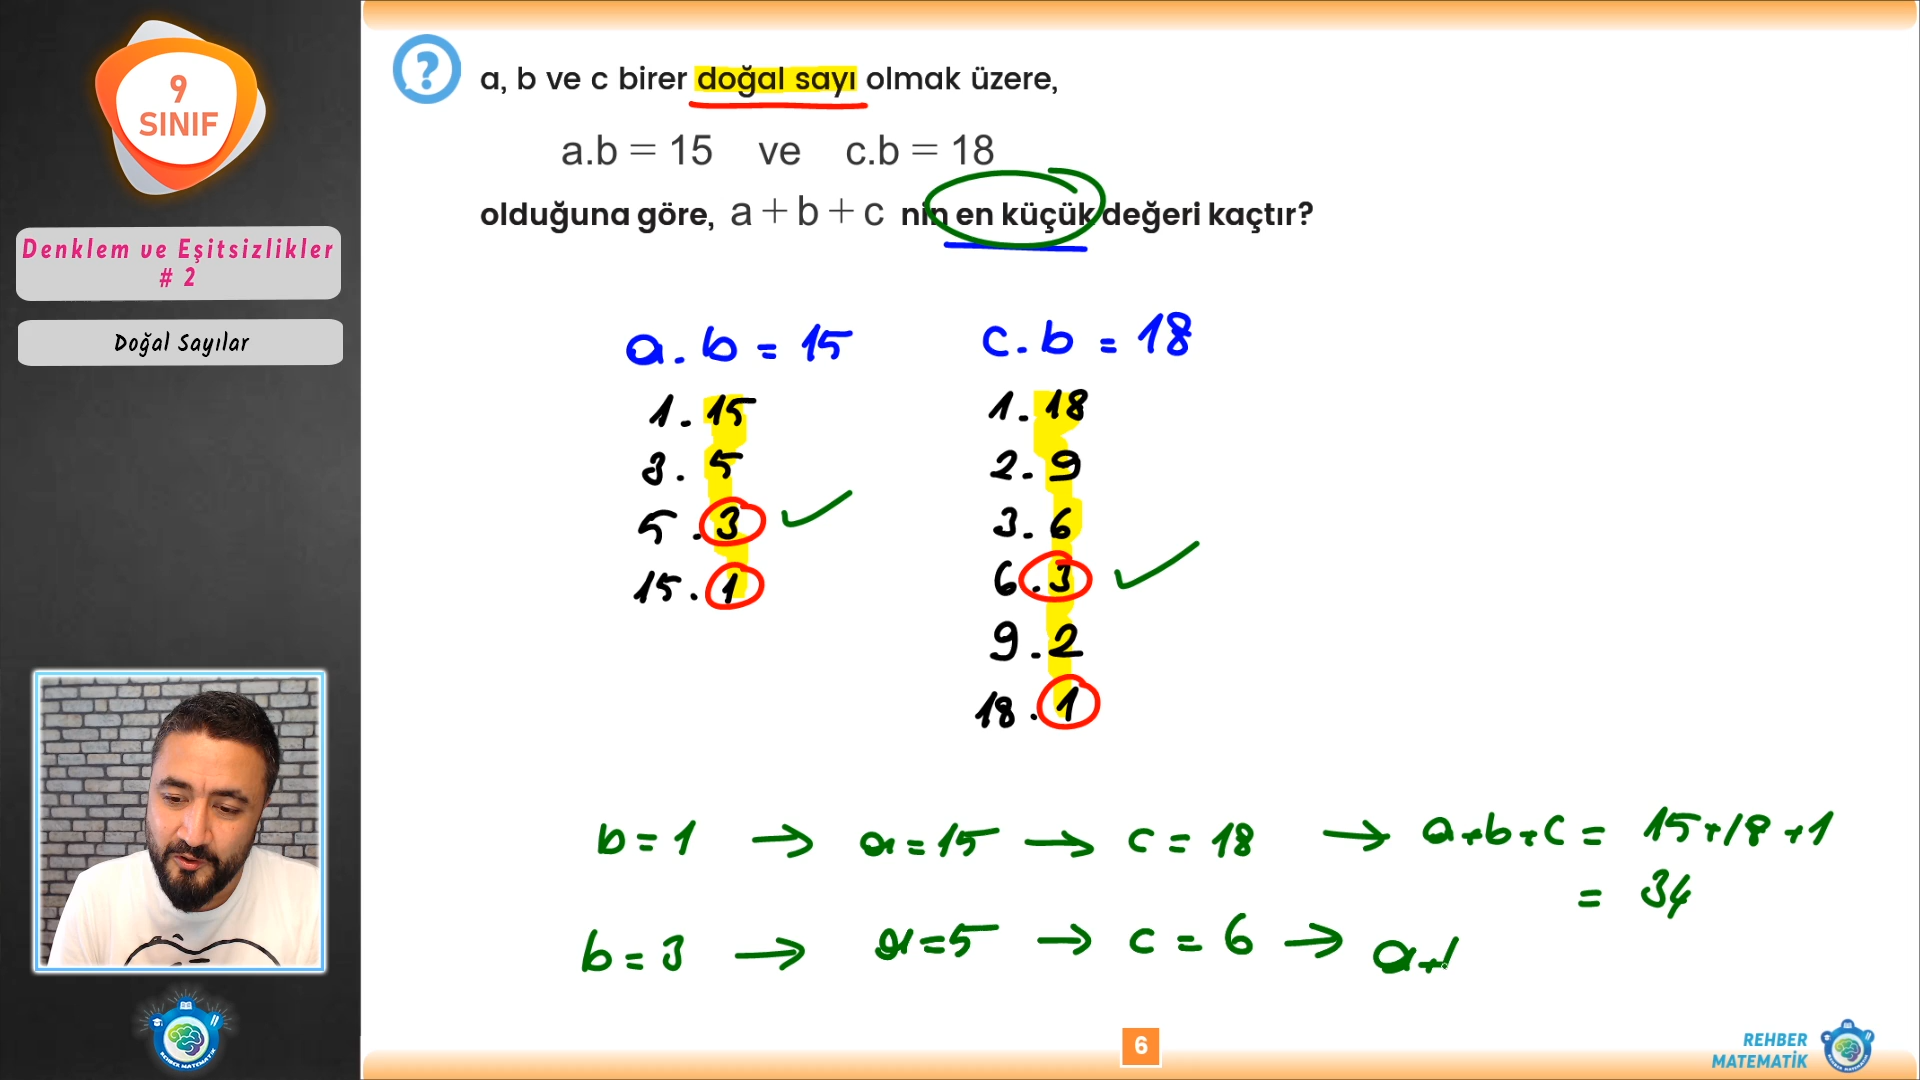 9
SINIF
Denklem ve Eşitsizlikler
# 2
Doğal Sayılar
a, b ve c birer doğal sayı olmak üzere,
a.b = 15 ve c.b = 18
olduğuna göre, a + b + c nin en küçük değeri kaçtır?
a . b = 15
1 . 15
3 . 5
5 . 3
15 . 1
c . b = 18
1 . 18
2 . 9
3 . 6
6 . 3
9 . 2
18 . 1
b = 1 → a = 15 → c = 18 → a+b+c = 15+18+1
= 34
b = 3 → a = 5 → c = 6 → a+
6
REHBER
MATEMATİK
REHBER MATEMATİK